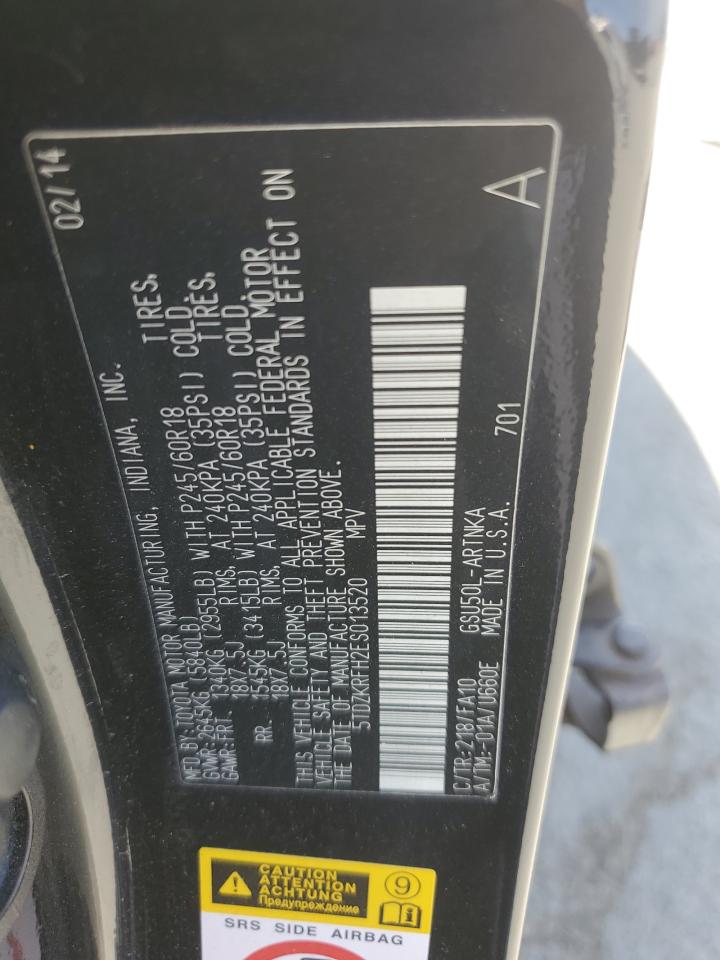 MFD. BY: TOYOTA MOTOR MANUFACTURING, INDIANA, INC. 02/14
GVWR: 2645KG (5840LB)
GAWR: FRT. 1340KG (2955LB) WITH P245/60R18 TIRES,
18X7.5J RIMS, AT 240KPA (35PSI) COLD.
RR. 1545KG (3415LB) WITH P245/60R18 TIRES,
18X7.5J RIMS, AT 240KPA (35PSI) COLD.
THIS VEHICLE CONFORMS TO ALL APPLICABLE FEDERAL MOTOR
VEHICLE SAFETY AND THEFT PREVENTION STANDARDS IN EFFECT ON
THE DATE OF MANUFACTURE SHOWN ABOVE.
5TDZKRFH2ES013520 MPV
C/TR: 218/FA10 GSU50L-ARTNKA 701
A/TM: -01A/U660E MADE IN U.S.A.
A
CAUTION
ATTENTION
ACHTUNG
Предупреждение
9
SRS SIDE AIRBAG